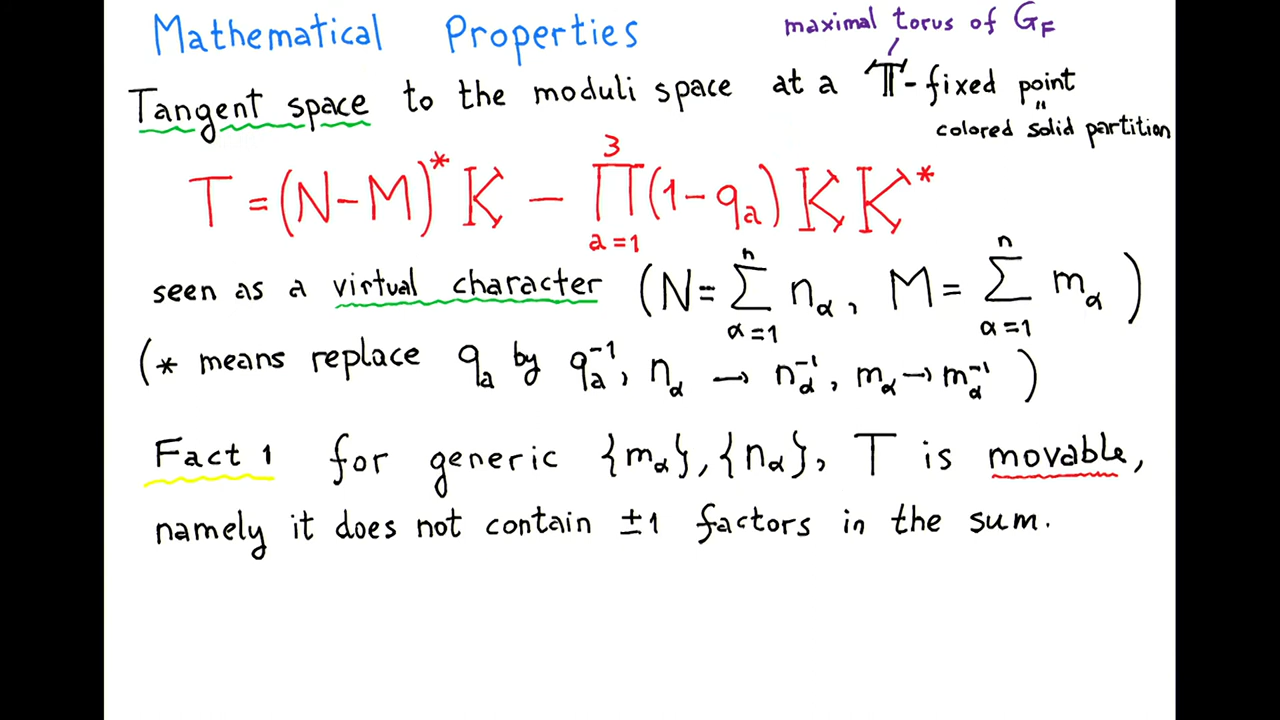 Mathematical Properties
maximal torus of G_F
Tangent space to the moduli space at a 𝕋-fixed point
"
colored solid partition
T = (N-M)* K - ∏_{a=1}^{3} (1-q_a) K K*
seen as a virtual character (N = ∑_{α=1}^{n} n_α, M = ∑_{α=1}^{n} m_α)
(* means replace q_a by q_a^{-1}, n_α → n_α^{-1}, m_α → m_α^{-1})
Fact 1 for generic {m_α}, {n_α}, T is movable,
namely it does not contain ±1 factors in the sum.